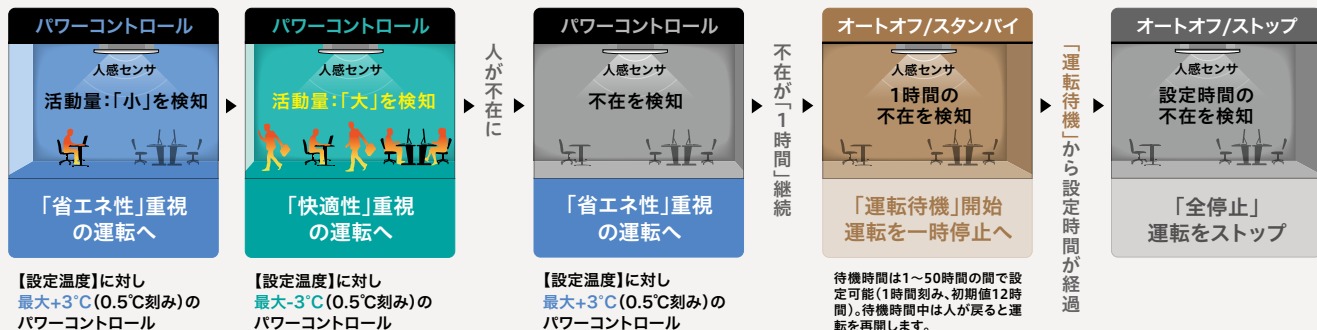 パワーコントロール
人感センサ
活動量:「小」を検知
「省エネ性」重視
の運転へ
【設定温度】に対し
最大+3℃(0.5℃刻み)の
パワーコントロール
パワーコントロール
人感センサ
活動量:「大」を検知
「快適性」重視
の運転へ
【設定温度】に対し
最大-3℃(0.5℃刻み)の
パワーコントロール
人が不在に
パワーコントロール
人感センサ
不在を検知
「省エネ性」重視
の運転へ
【設定温度】に対し
最大+3℃(0.5℃刻み)の
パワーコントロール
不在が「1時間」継続
オートオフ/スタンバイ
人感センサ
1時間の
不在を検知
「運転待機」開始
運転を一時停止へ
待機時間は1〜50時間の間で設
定可能(1時間刻み、初期値12時
間)。待機時間中は人が戻ると運
転を再開します。
「運転待機」から設定時間が経過
オートオフ/ストップ
人感センサ
設定時間の
不在を検知
「全停止」
運転をストップ